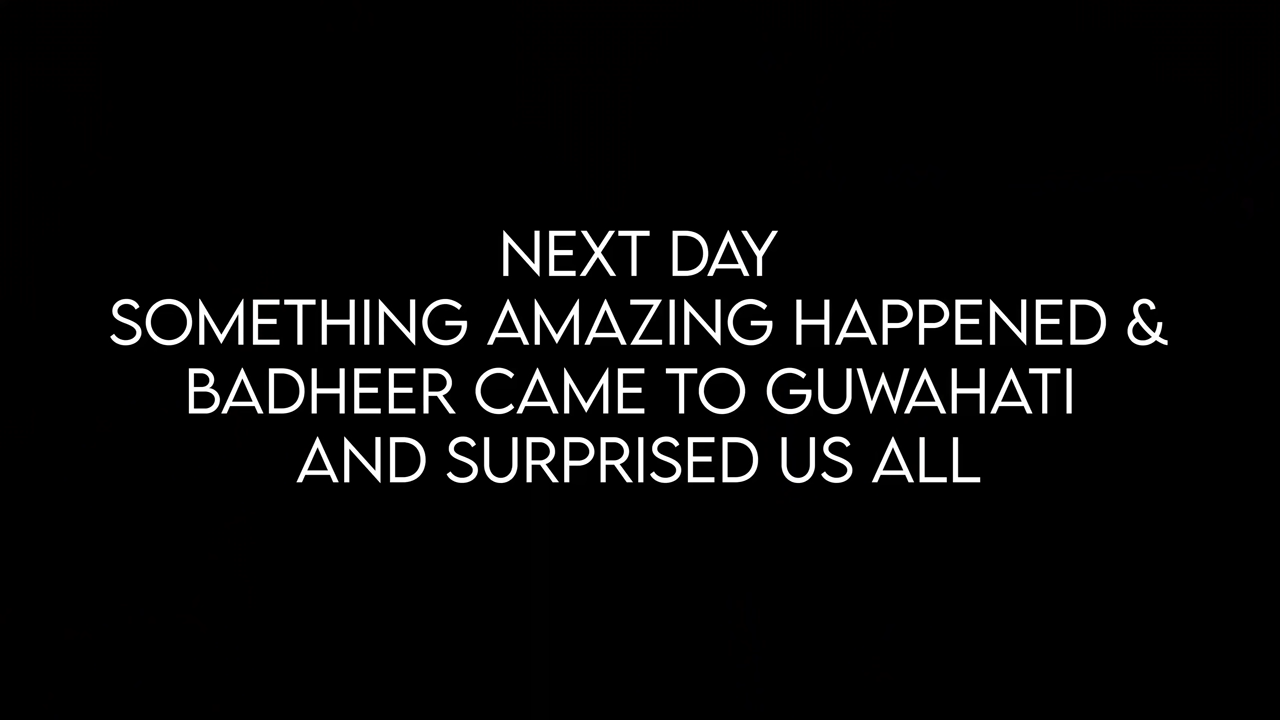 NEXT DAY
SOMETHING AMAZING HAPPENED &
BADHEER CAME TO GUWAHATI
AND SURPRISED US ALL